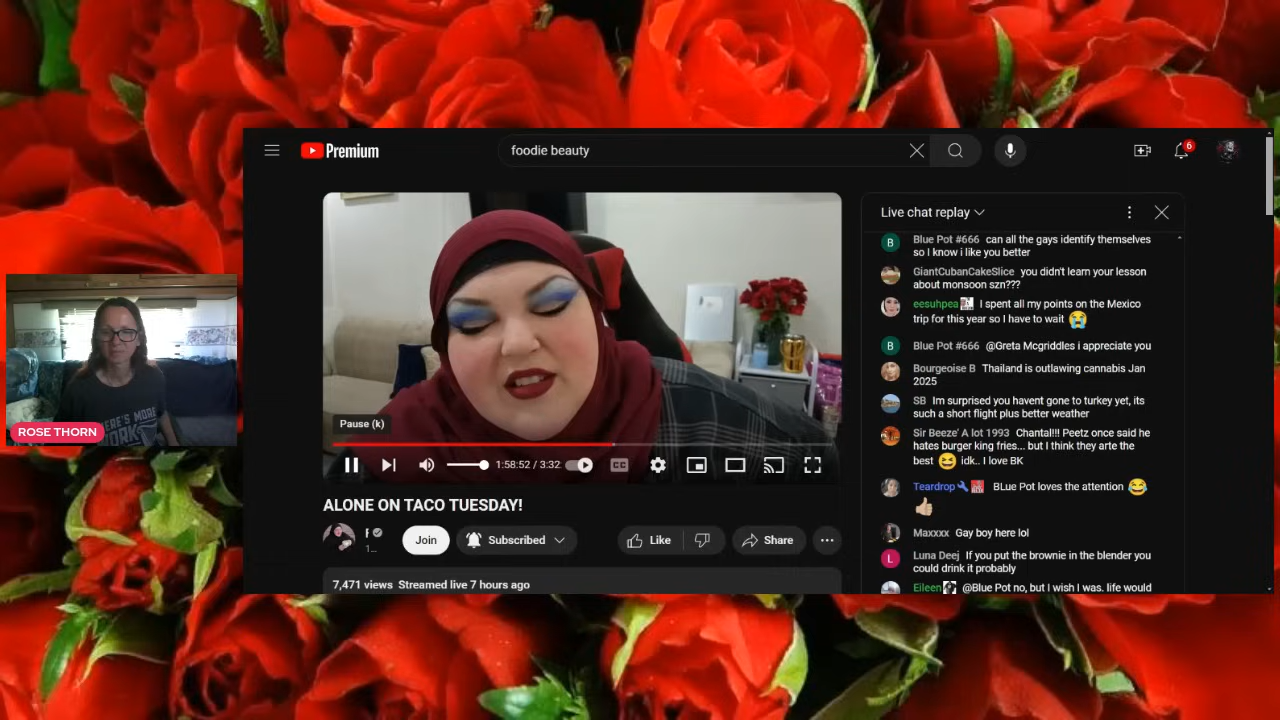 Premium
foodie beauty
6
Live chat replay
B Blue Pot #666 can all the gays identify themselves
so I know i like you better
GiantCubanCakeSlice you didn't learn your lesson
about monsoon szn???
eesuhpea I spent all my points on the Mexico
trip for this year so I have to wait
B Blue Pot #666 @Greta Mcgriddles i appreciate you
Bourgeoise B Thailand is outlawing cannabis Jan
2025
SB Im surprised you havent gone to turkey yet, its
such a short flight plus better weather
Sir Beeze' A lot 1993 Chantal!!! Peetz once said he
hates burger king fries... but I think they arte the
best idk.. I love BK
Teardrop BLue Pot loves the attention
Maxxxx Gay boy here lol
L Luna Deej If you put the brownie in the blender you
could drink it probably
Eileen @Blue Pot no, but I wish I was. life would
Pause (k)
1:58:52 / 3:32
CC
ALONE ON TACO TUESDAY!
F
1...
Join
Subscribed
Like
Share
7,471 views Streamed live 7 hours ago
HERE'S MORE
ROSE THORN